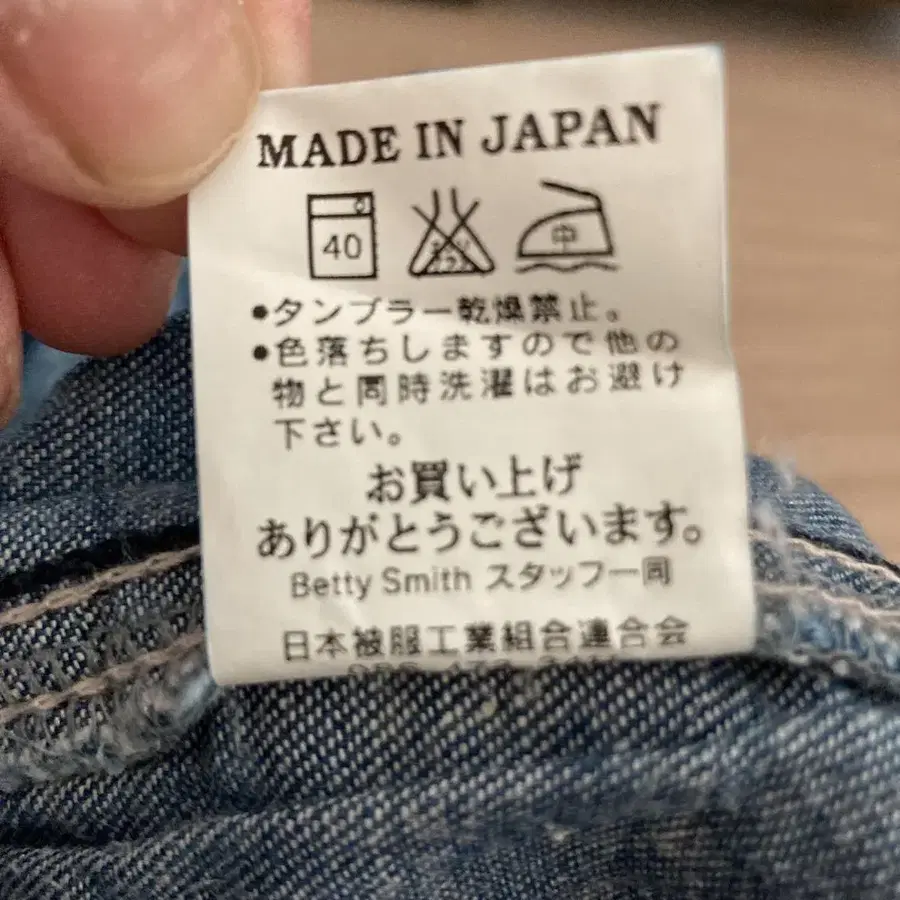 MADE IN JAPAN
40
中
•タンブラー乾燥禁止。
•色落ちしますので他の
物と同時洗濯はお避け
下さい。
お買い上げ
ありがとうございます。
Betty Smith スタッフ一同
日本被服工業組合連合会